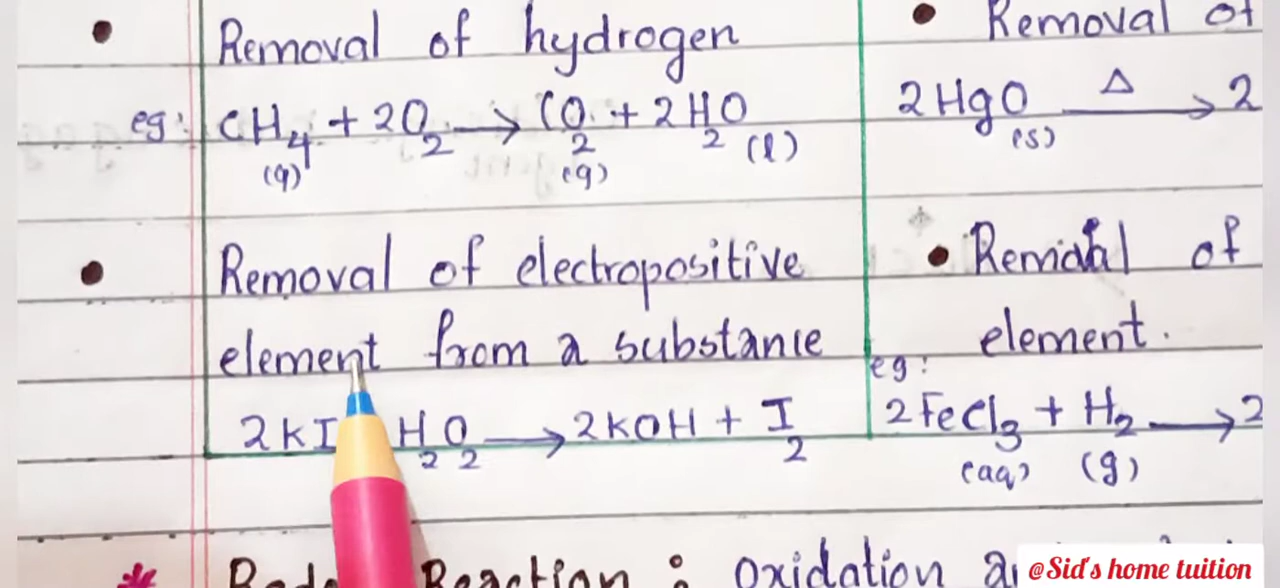 • Removal of hydrogen
eg: CH4(g) + 2O2 → CO2(g) + 2H2O(l)
• Removal of electropositive
element from a substance
2KI H2O2 → 2KOH + I2
• Removal of
2HgO(s) Δ→ 2
• Removal of
element.
eg:
2FeCl3(aq) + H2(g) → 2
* Reaction : oxidation
@Sid's home tuition